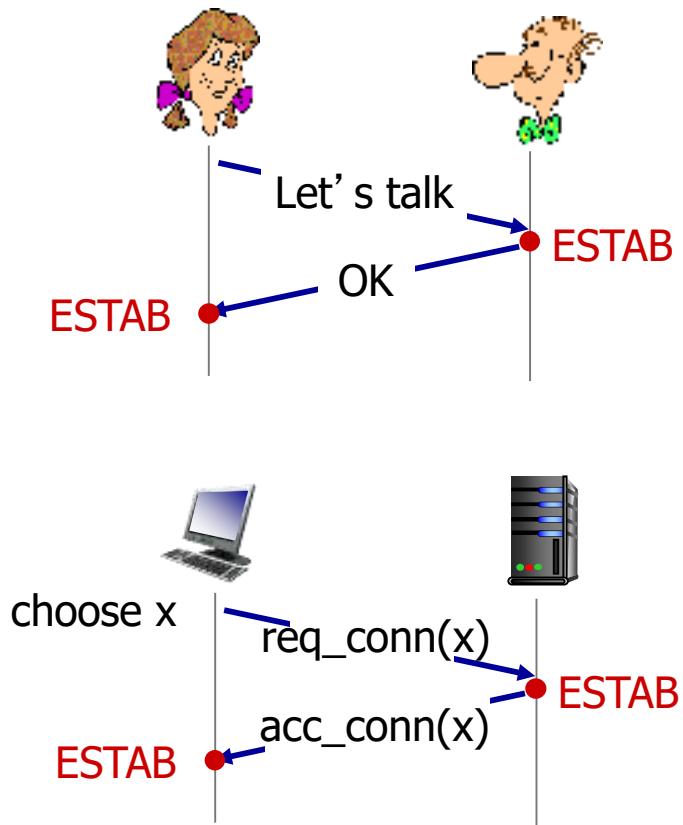 Let’ s talk
ESTAB
OK
ESTAB
choose x
req_conn(x)
ESTAB
acc_conn(x)
ESTAB